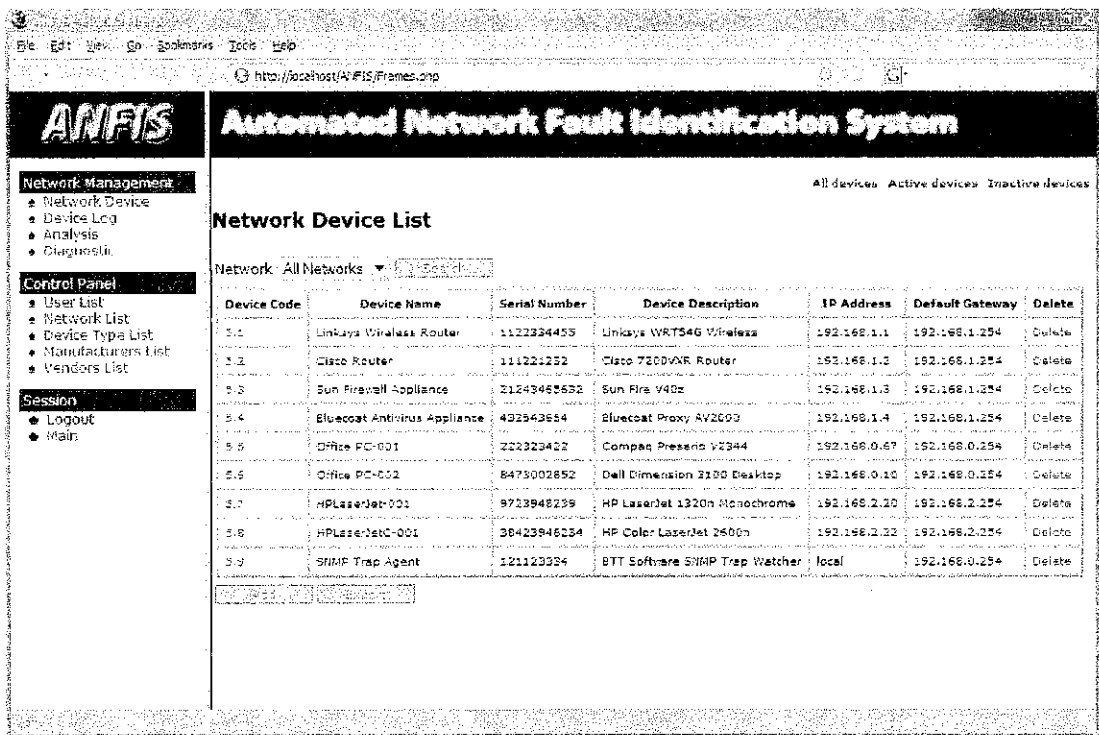 File Edit View Go Bookmarks Tools Help
http://localhost/ANFIS/Frames.php
ANFIS
Automated Network Fault Identification System
Network Management
Network Device
Device Log
Analysis
Diagnostic
Control Panel
User List
Network List
Device Type List
Manufacturers List
Vendors List
Session
Logout
Main
All devices Active devices Inactive devices
Network Device List
Network All Networks Search
Device Code Device Name Serial Number Device Description IP Address Default Gateway Delete
5.1 Linksys Wireless Router 1122334455 Linksys WRT54G Wireless 192.168.1.1 192.168.1.254 Delete
5.2 Cisco Router 111221232 Cisco 7200VXR Router 192.168.1.2 192.168.1.254 Delete
5.3 Sun Firewall Appliance 21243465632 Sun Fire V40z 192.168.1.3 192.168.1.254 Delete
5.4 Bluecoat Antivirus Appliance 432543654 Bluecoat Proxy 192.168.1.4 192.168.1.254 Delete
5.5 Office PC-001 222323422 Compaq Presario V2344 192.168.0.67 192.168.0.254 Delete
5.6 Office PC-002 8473002852 Dell Dimension 3100 Desktop 192.168.0.10 192.168.0.254 Delete
5.7 HPLaserJet-001 9723948239 HP LaserJet 1320n Monochrome 192.168.2.20 192.168.2.254 Delete
5.8 HPLaserJetC-001 38423948234 HP Color LaserJet 2600n 192.168.2.22 192.168.2.254 Delete
5.9 SNMP Trap Agent 121123334 BTT Software SNMP Trap Watcher local 192.168.0.254 Delete